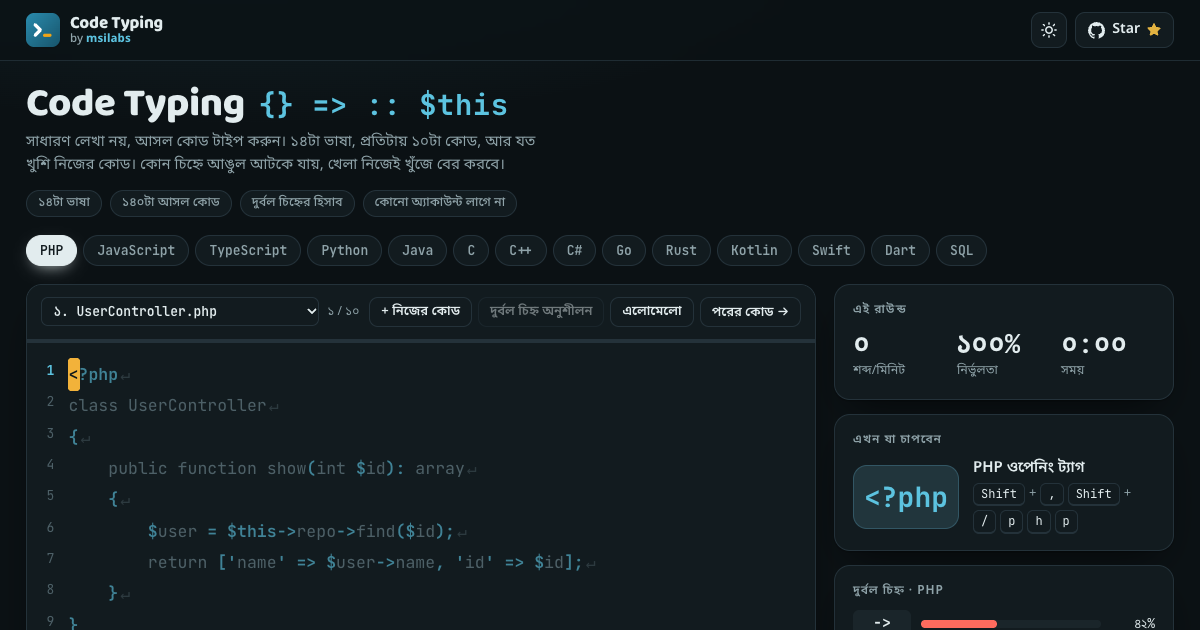 Code Typing
by msilabs
Star
Code Typing {} => :: $this
সাধারণ লেখা নয়, আসল কোড টাইপ করুন। ১৪টা ভাষা, প্রতিটায় ১০টা কোড, আর যত
খুশি নিজের কোড। কোন চিহ্নে আঙুল আটকে যায়, খেলা নিজেই খুঁজে বের করবে।
১৪টা ভাষা
১৪০টা আসল কোড
দুর্বল চিহ্নের হিসাব
কোনো অ্যাকাউন্ট লাগে না
PHP JavaScript TypeScript Python Java C C++ C# Go Rust Kotlin Swift Dart SQL
১. UserController.php
১/১০
+ নিজের কোড
দুর্বল চিহ্ন অনুশীলন
এলোমেলো
পরের কোড →
1 <?php↵
2 class UserController↵
3 {↵
4     public function show(int $id): array↵
5     {↵
6         $user = $this->repo->find($id);↵
7         return ['name' => $user->name, 'id' => $id];↵
8     }↵
9 }
এই রাউন্ড
০ ১০০% ০:০০
শব্দ/মিনিট নির্ভুলতা সময়
এখন যা চাপবেন
<?php
PHP ওপেনিং ট্যাগ
Shift + , Shift +
/ p h p
দুর্বল চিহ্ন · PHP
-> ৪২%